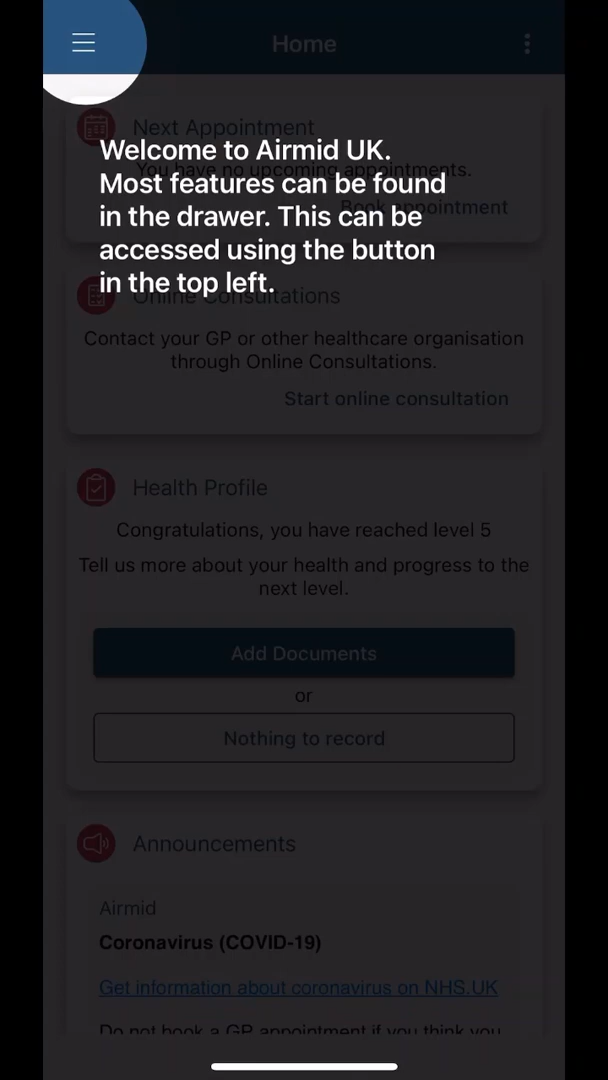 Home
Next Appointment
Welcome to Airmid UK.
You have no upcoming appointments.
Most features can be found
Book appointment
in the drawer. This can be
accessed using the button
in the top left.
Online Consultations
Contact your GP or other healthcare organisation
through Online Consultations.
Start online consultation
Health Profile
Congratulations, you have reached level 5
Tell us more about your health and progress to the
next level.
Add Documents
or
Nothing to record
Announcements
Airmid
Coronavirus (COVID-19)
Get information about coronavirus on NHS.UK
Do not book a GP appointment if you think you